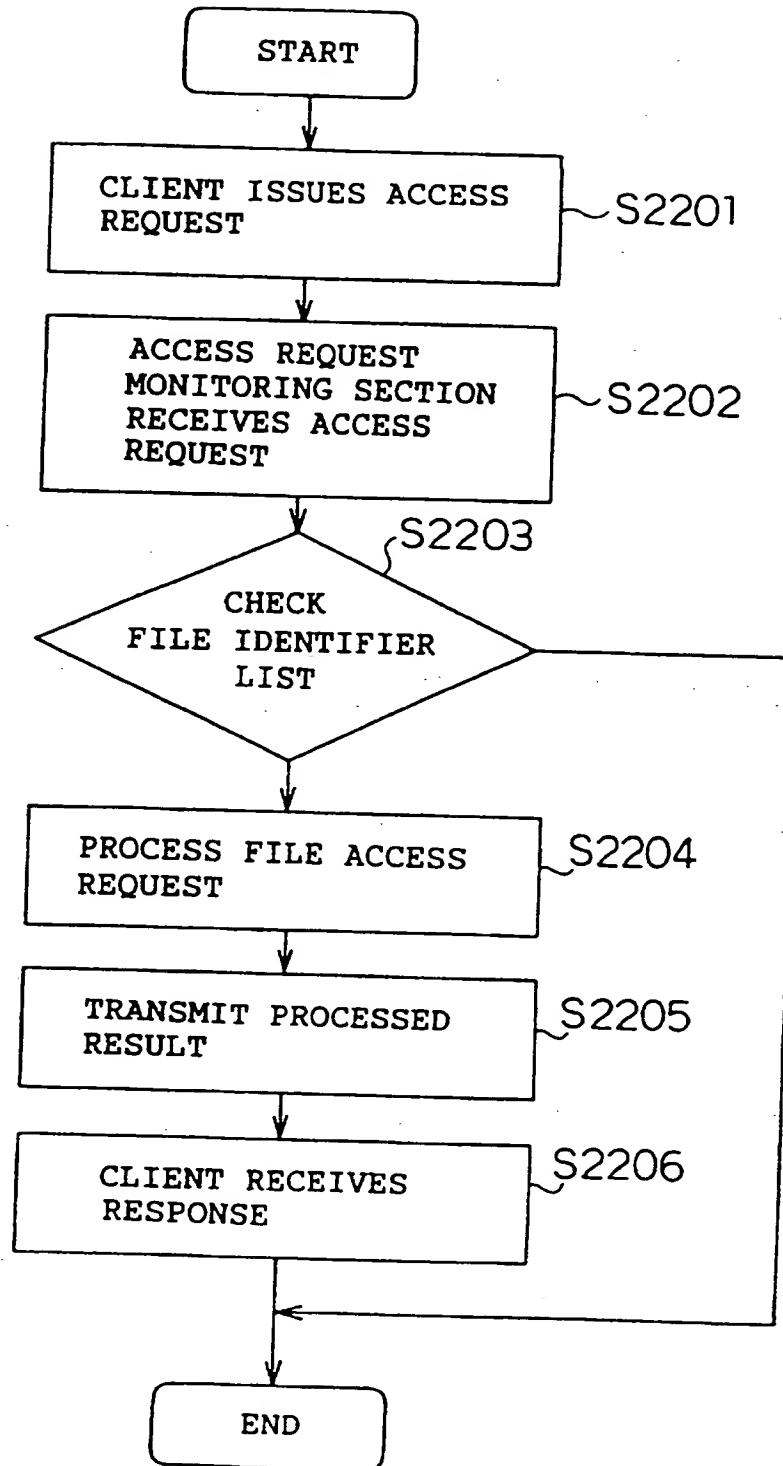 START
CLIENT ISSUES ACCESS
REQUEST
S2201
ACCESS REQUEST
MONITORING SECTION
RECEIVES ACCESS
REQUEST
S2202
S2203
CHECK
FILE IDENTIFIER
LIST
PROCESS FILE ACCESS
REQUEST
S2204
TRANSMIT PROCESSED
RESULT
S2205
CLIENT RECEIVES
RESPONSE
S2206
END